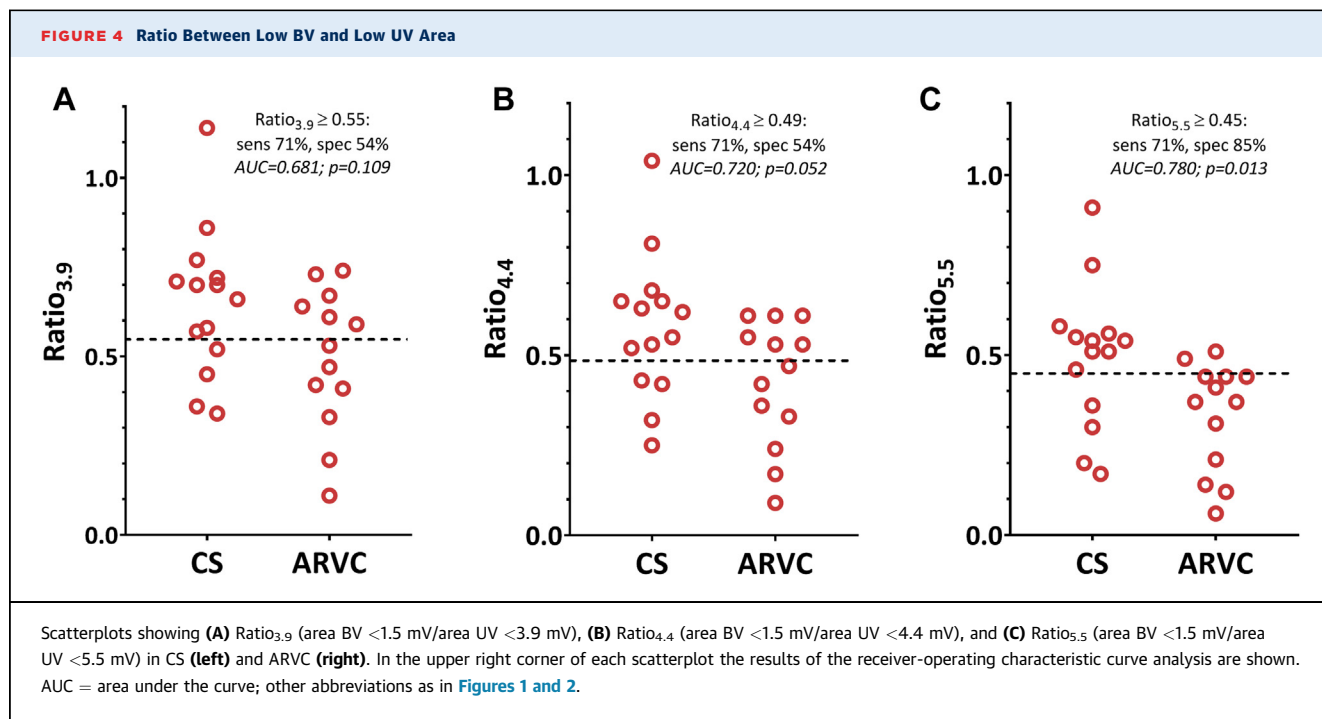 FIGURE 4 Ratio Between Low BV and Low UV Area
A
Ratio3.9 ≥ 0.55:
sens 71%, spec 54%
AUC=0.681; p=0.109
1.0
0.5
0.0
Ratio3.9
CS ARVC
B
Ratio4.4 ≥ 0.49:
sens 71%, spec 54%
AUC=0.720; p=0.052
1.0
0.5
0.0
Ratio4.4
CS ARVC
C
Ratio5.5 ≥ 0.45:
sens 71%, spec 85%
AUC=0.780; p=0.013
1.0
0.5
0.0
Ratio5.5
CS ARVC
Scatterplots showing (A) Ratio3.9 (area BV <1.5 mV/area UV <3.9 mV), (B) Ratio4.4 (area BV <1.5 mV/area UV <4.4 mV), and (C) Ratio5.5 (area BV <1.5 mV/area
UV <5.5 mV) in CS (left) and ARVC (right). In the upper right corner of each scatterplot the results of the receiver-operating characteristic curve analysis are shown.
AUC = area under the curve; other abbreviations as in Figures 1 and 2.